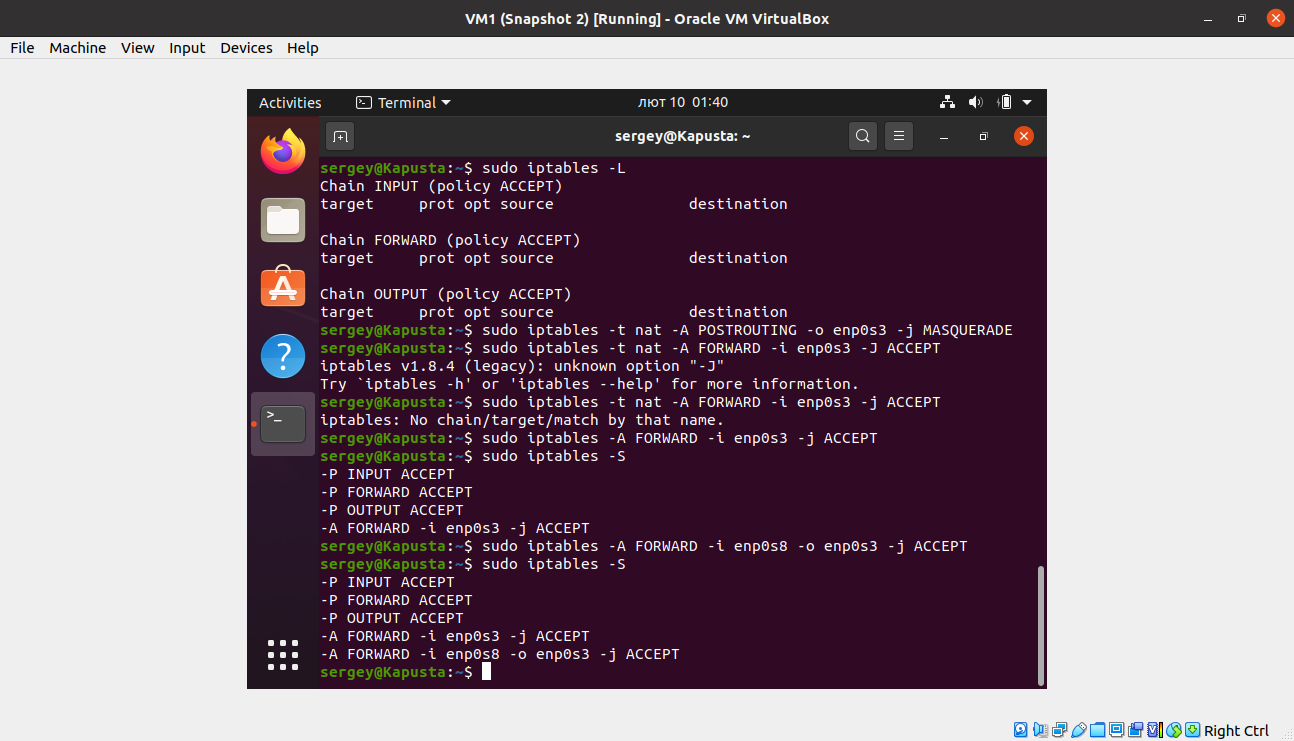 VM1 (Snapshot 2) [Running] - Oracle VM VirtualBox
File Machine View Input Devices Help
Activities Terminal лют 10 01:40
sergey@Kapusta: ~
sergey@Kapusta:~$ sudo iptables -L
Chain INPUT (policy ACCEPT)
target     prot opt source               destination

Chain FORWARD (policy ACCEPT)
target     prot opt source               destination

Chain OUTPUT (policy ACCEPT)
target     prot opt source               destination
sergey@Kapusta:~$ sudo iptables -t nat -A POSTROUTING -o enp0s3 -j MASQUERADE
sergey@Kapusta:~$ sudo iptables -t nat -A FORWARD -i enp0s3 -J ACCEPT
iptables v1.8.4 (legacy): unknown option "-J"
Try `iptables -h' or 'iptables --help' for more information.
sergey@Kapusta:~$ sudo iptables -t nat -A FORWARD -i enp0s3 -j ACCEPT
iptables: No chain/target/match by that name.
sergey@Kapusta:~$ sudo iptables -A FORWARD -i enp0s3 -j ACCEPT
sergey@Kapusta:~$ sudo iptables -S
-P INPUT ACCEPT
-P FORWARD ACCEPT
-P OUTPUT ACCEPT
-A FORWARD -i enp0s3 -j ACCEPT
sergey@Kapusta:~$ sudo iptables -A FORWARD -i enp0s8 -o enp0s3 -j ACCEPT
sergey@Kapusta:~$ sudo iptables -S
-P INPUT ACCEPT
-P FORWARD ACCEPT
-P OUTPUT ACCEPT
-A FORWARD -i enp0s3 -j ACCEPT
-A FORWARD -i enp0s8 -o enp0s3 -j ACCEPT
sergey@Kapusta:~$
Right Ctrl